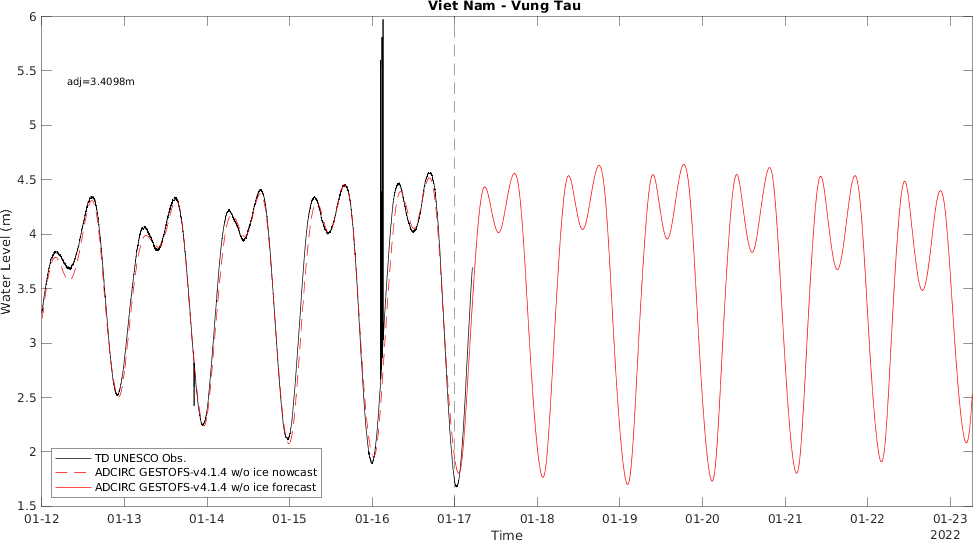 Viet Nam - Vung Tau
6
5.5
adj=3.4098m
5
4.5
4
3.5
3
2.5
2
1.5
Water Level (m)
TD UNESCO Obs.
ADCIRC GESTOFS-v4.1.4 w/o ice nowcast
ADCIRC GESTOFS-v4.1.4 w/o ice forecast
01-12 01-13 01-14 01-15 01-16 01-17 01-18 01-19 01-20 01-21 01-22 01-23
Time
2022